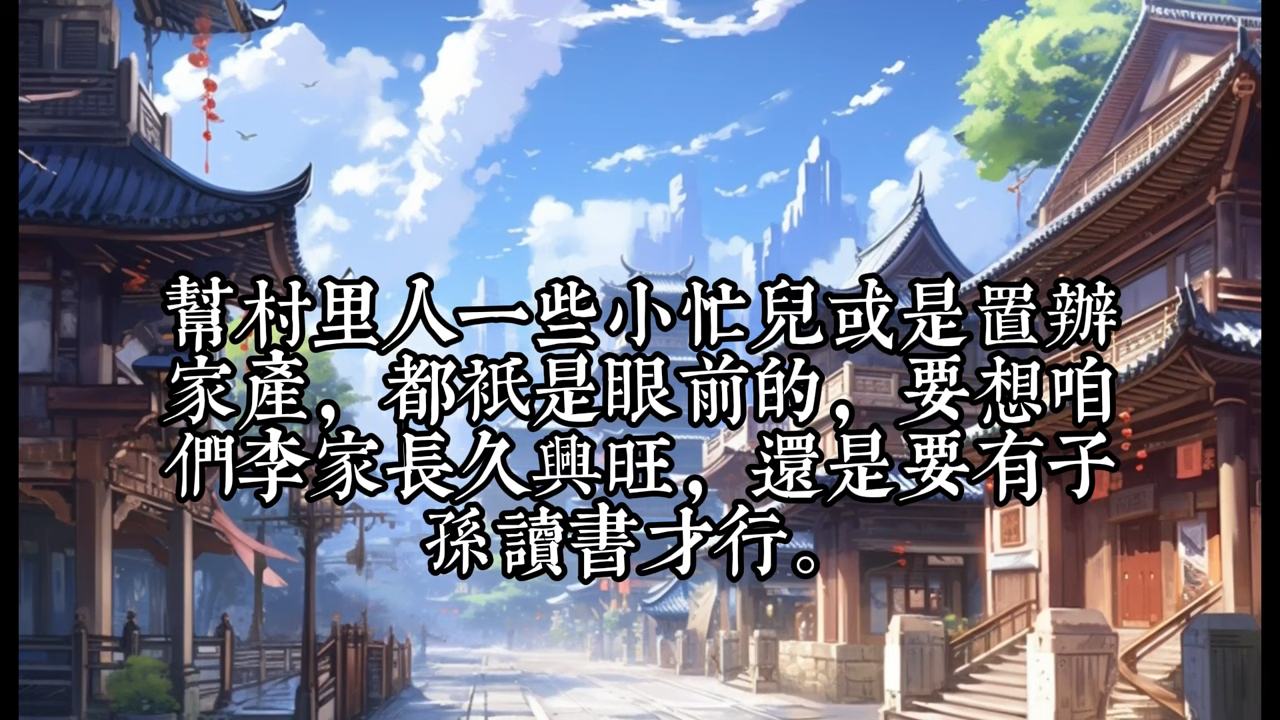 幫村里人一些小忙兒或是置辦
家產，都衹是眼前的，要想咱
們李家長久興旺，還是要有子
孫讀書才行。